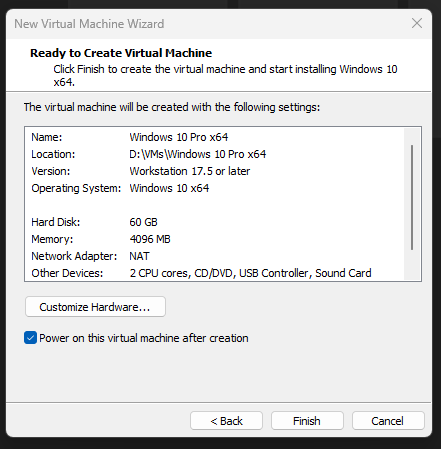 New Virtual Machine Wizard
Ready to Create Virtual Machine
Click Finish to create the virtual machine and start installing Windows 10
x64.
The virtual machine will be created with the following settings:
Name: Windows 10 Pro x64
Location: D:\VMs\Windows 10 Pro x64
Version: Workstation 17.5 or later
Operating System: Windows 10 x64
Hard Disk: 60 GB
Memory: 4096 MB
Network Adapter: NAT
Other Devices: 2 CPU cores, CD/DVD, USB Controller, Sound Card
Customize Hardware...
Power on this virtual machine after creation
< Back Finish Cancel